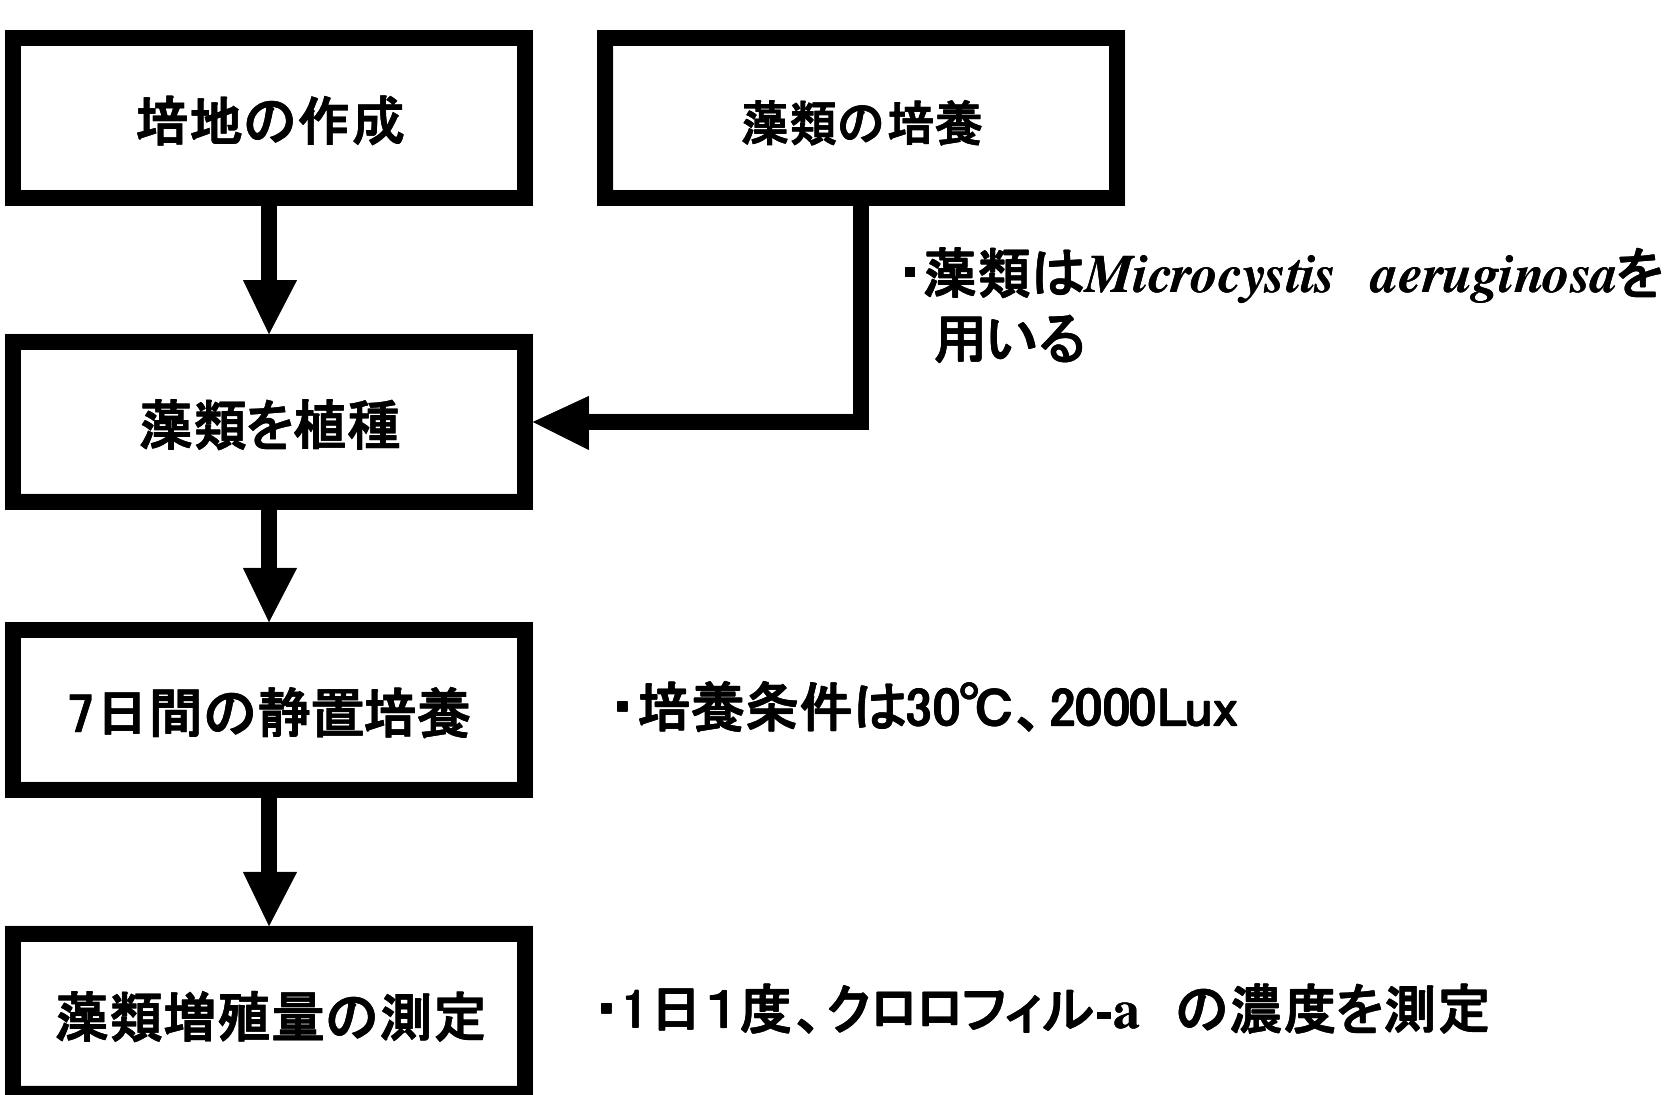 培地の作成
藻類の培養
・藻類はMicrocystis aeruginosaを
用いる
藻類を植種
7日間の静置培養
・培養条件は30℃、2000Lux
藻類増殖量の測定
・1日１度、クロロフィル-a の濃度を測定